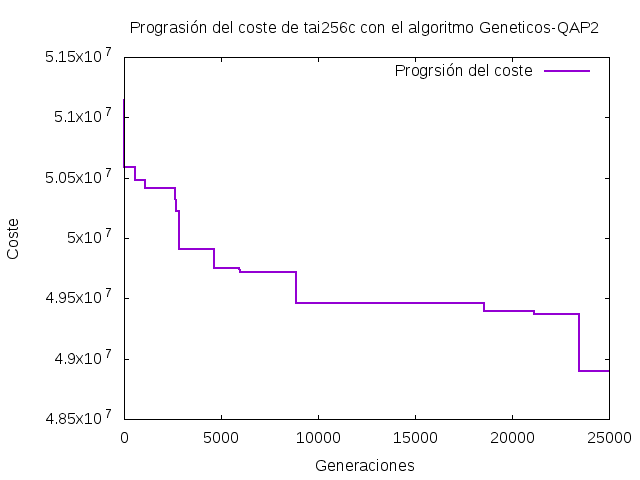 Prograsión del coste de tai256c con el algoritmo Geneticos-QAP2
Progrsión del coste
5.15x10^7
5.1x10^7
5.05x10^7
5x10^7
4.95x10^7
4.9x10^7
4.85x10^7
Coste
0 5000 10000 15000 20000 25000
Generaciones